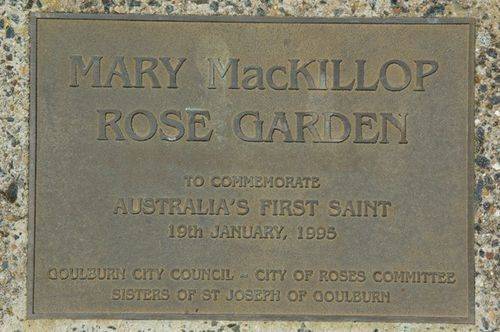 MARY MacKILLOP
ROSE GARDEN
TO COMMEMORATE
AUSTRALIA'S FIRST SAINT
19th JANUARY, 1995
GOULBURN CITY COUNCIL - CITY OF ROSES COMMITTEE
SISTERS OF ST JOSEPH OF GOULBURN